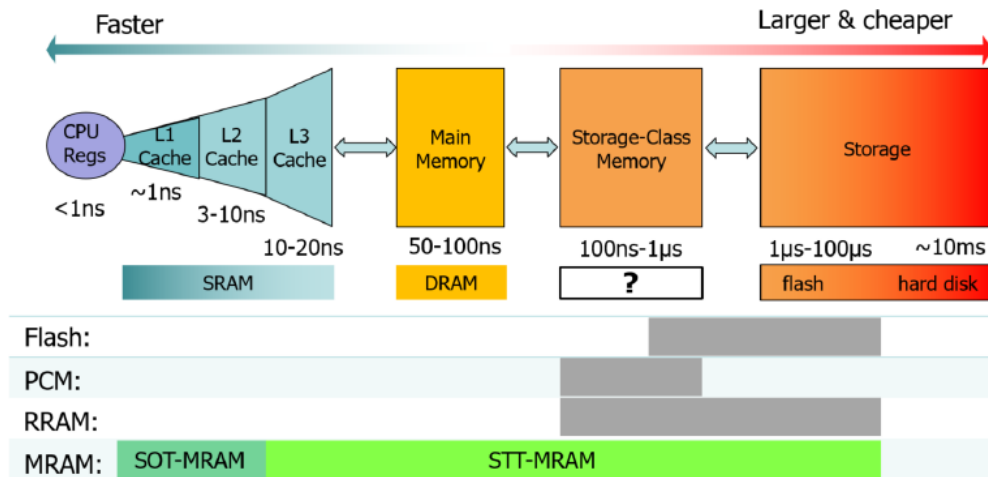 Faster
Larger & cheaper
CPU
Regs
L1
Cache
L2
Cache
L3
Cache
Main
Memory
Storage-Class
Memory
Storage
<1ns
~1ns
3-10ns
10-20ns
50-100ns
100ns-1µs
1µs-100µs
~10ms
SRAM
DRAM
?
flash
hard disk
Flash:
PCM:
RRAM:
MRAM:
SOT-MRAM
STT-MRAM